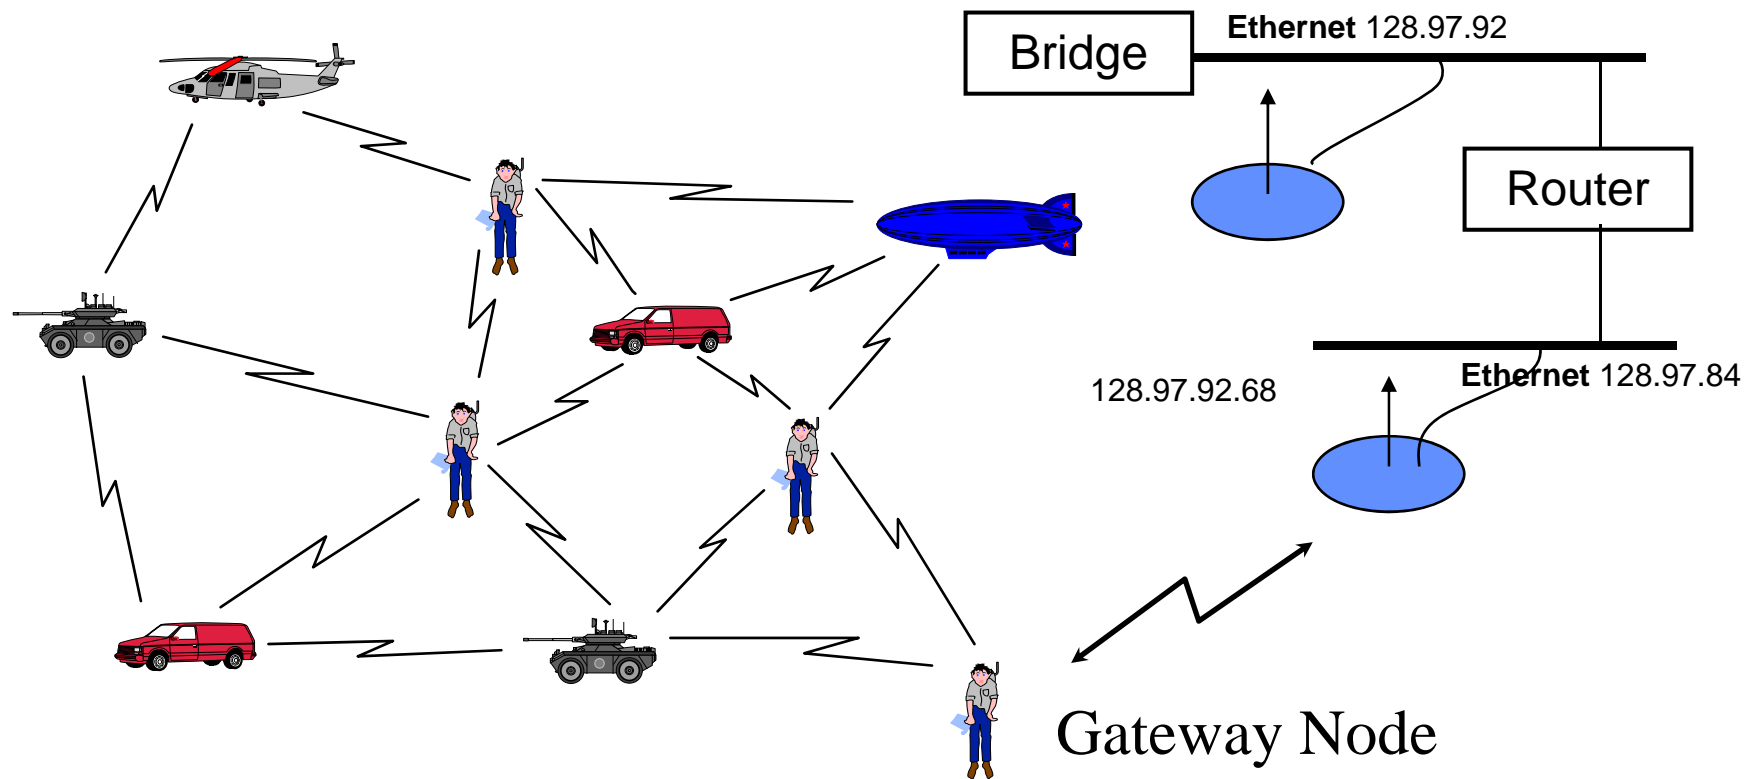 Ethernet 128.97.92
Bridge
Router
128.97.92.68
Ethernet 128.97.84
Gateway Node